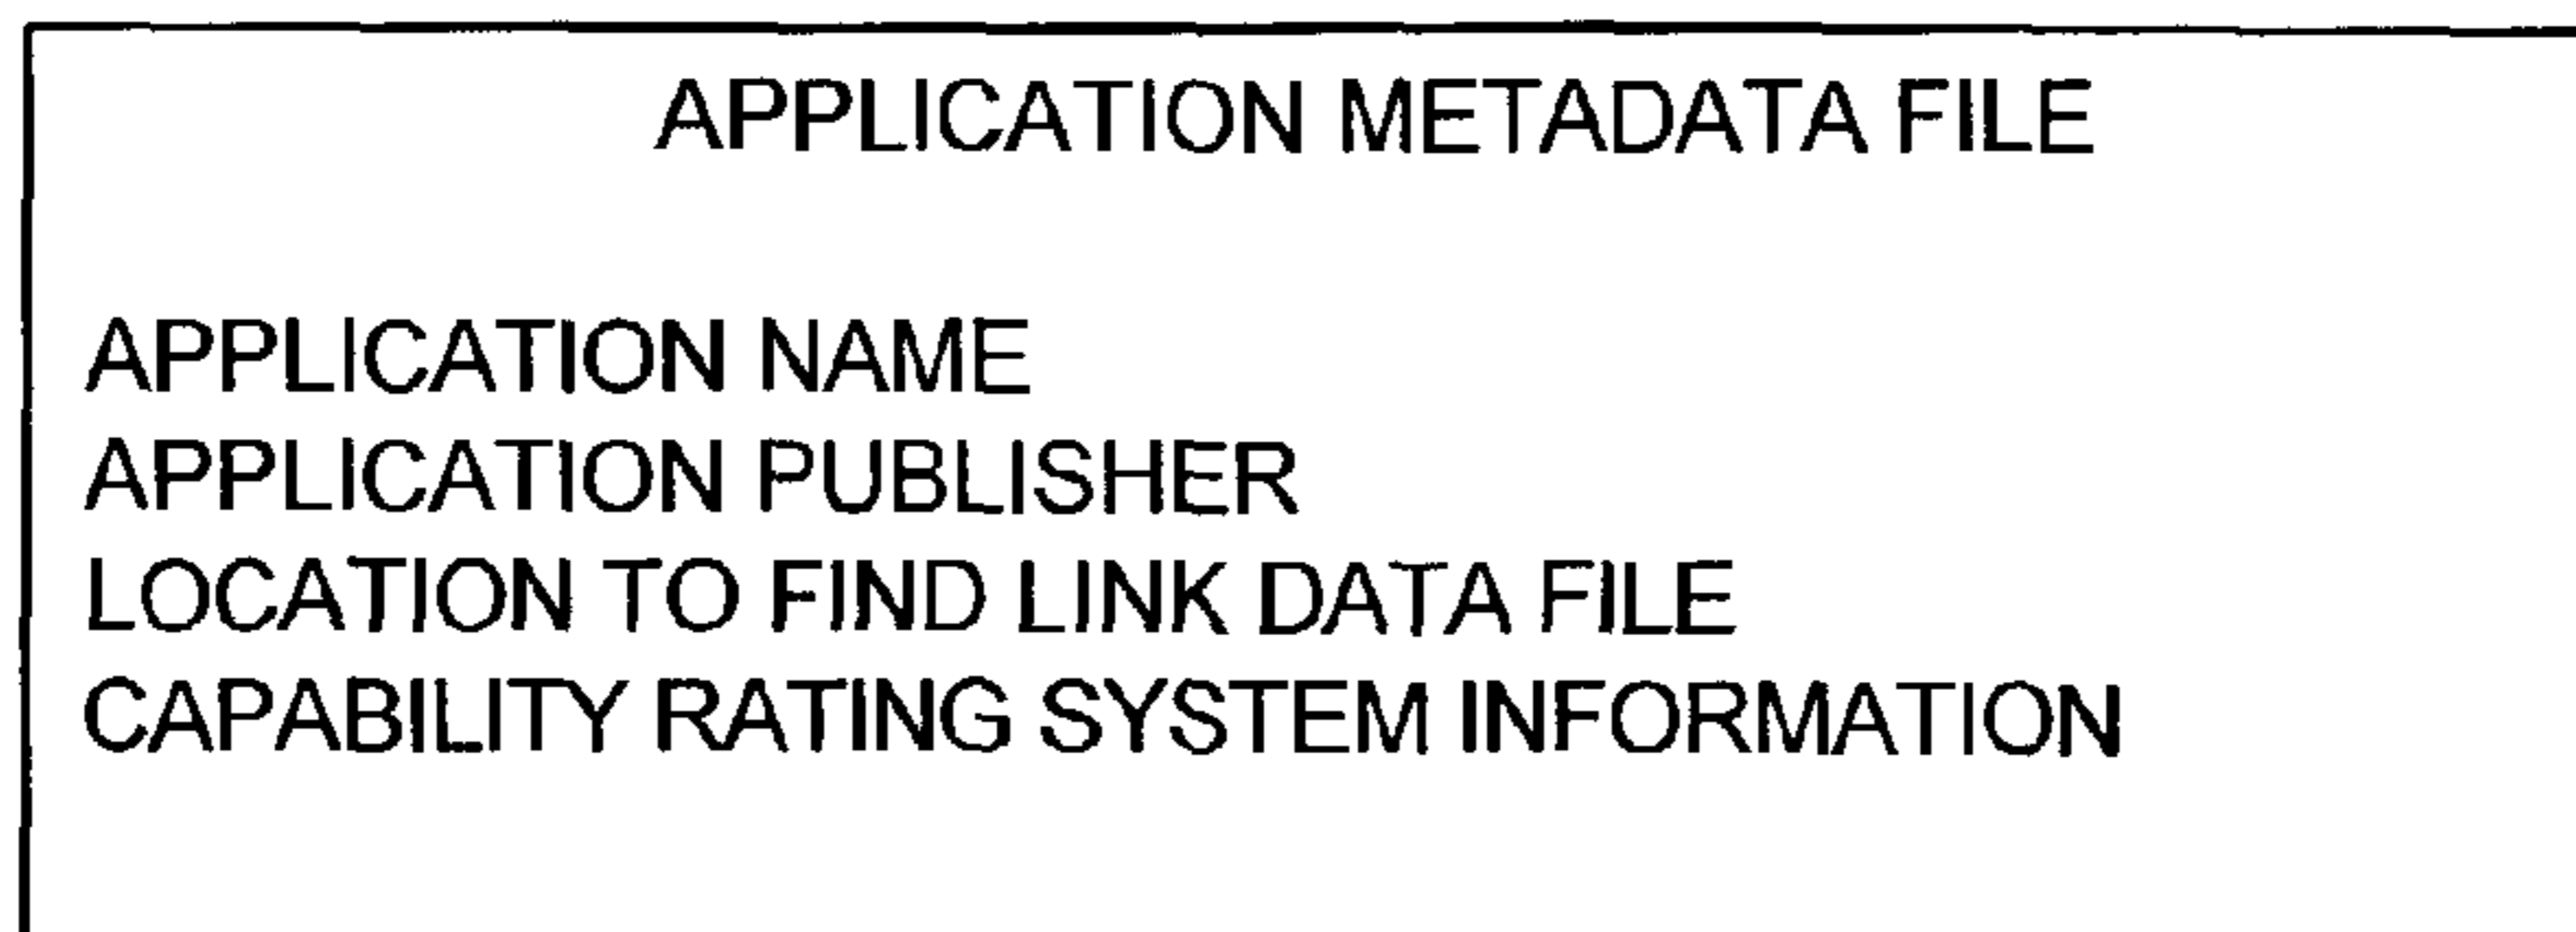 APPLICATION METADATA FILE
APPLICATION NAME
APPLICATION PUBLISHER
LOCATION TO FIND LINK DATA FILE
CAPABILITY RATING SYSTEM INFORMATION